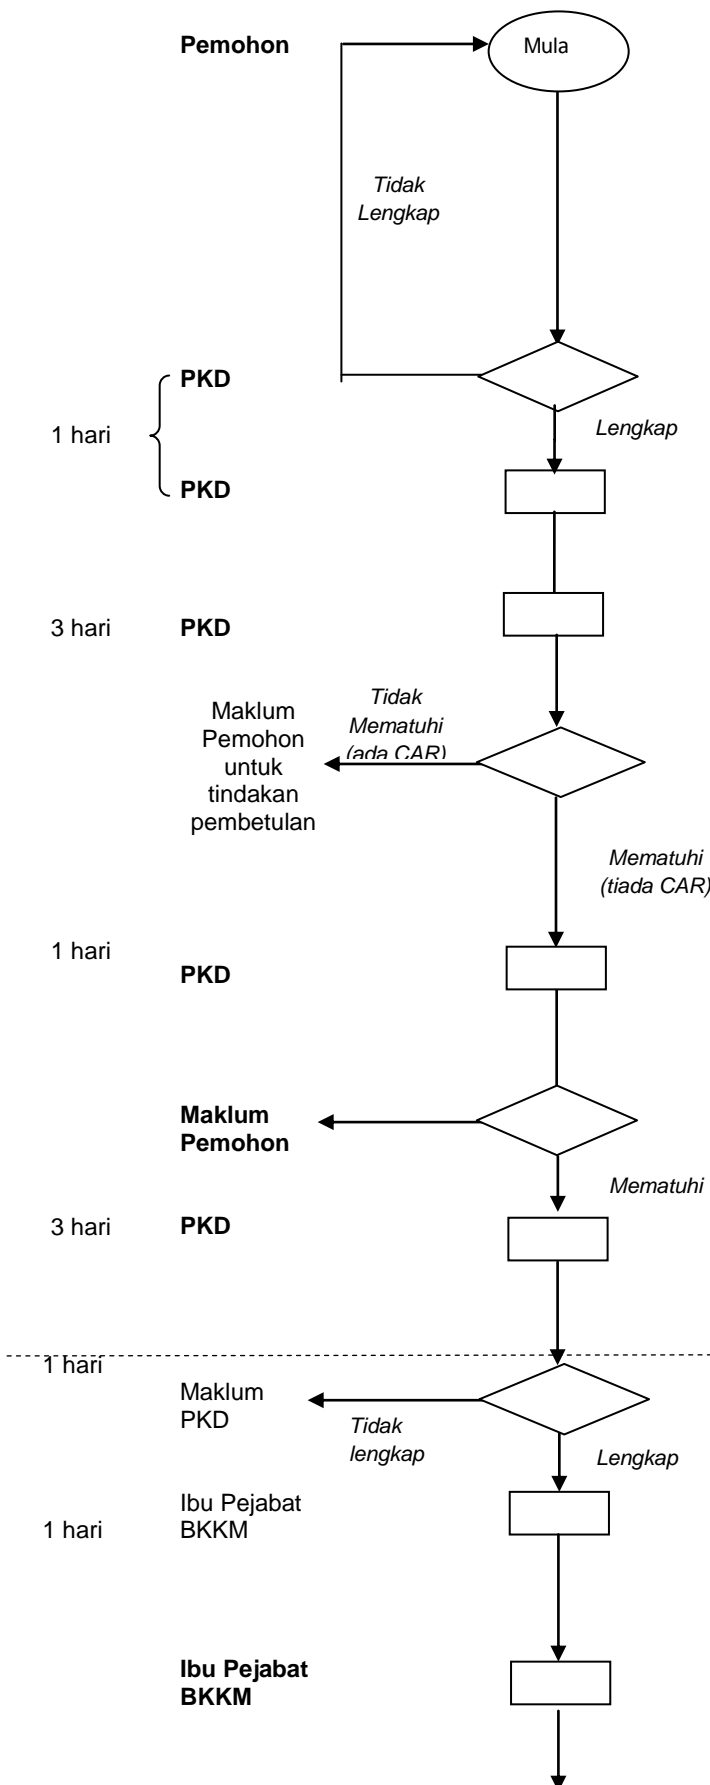 Pemohon
Mula
Tidak
Lengkap
PKD
1 hari
Lengkap
PKD
3 hari
PKD
Maklum
Pemohon
untuk
tindakan
pembetulan
Tidak
Mematuhi
(ada CAR)
Mematuhi
(tiada CAR)
1 hari
PKD
Maklum
Pemohon
Mematuhi
3 hari
PKD
1 hari
Maklum
PKD
Tidak
lengkap
Lengkap
Ibu Pejabat
BKKM
1 hari
Ibu Pejabat
BKKM